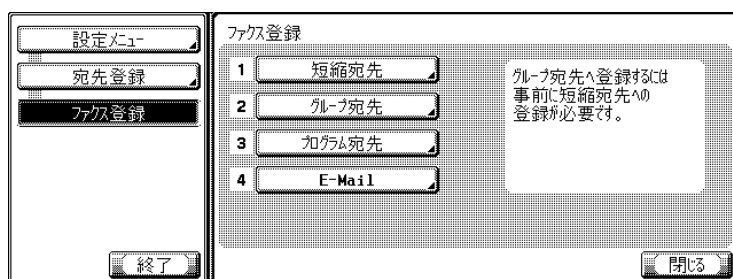 設定メニュー
宛先登録
ファクス登録
終了
ファクス登録
1 短縮宛先
2 グループ宛先
3 プログラム宛先
4 E-Mail
グループ宛先へ登録するには
事前に短縮宛先への
登録が必要です。
閉じる